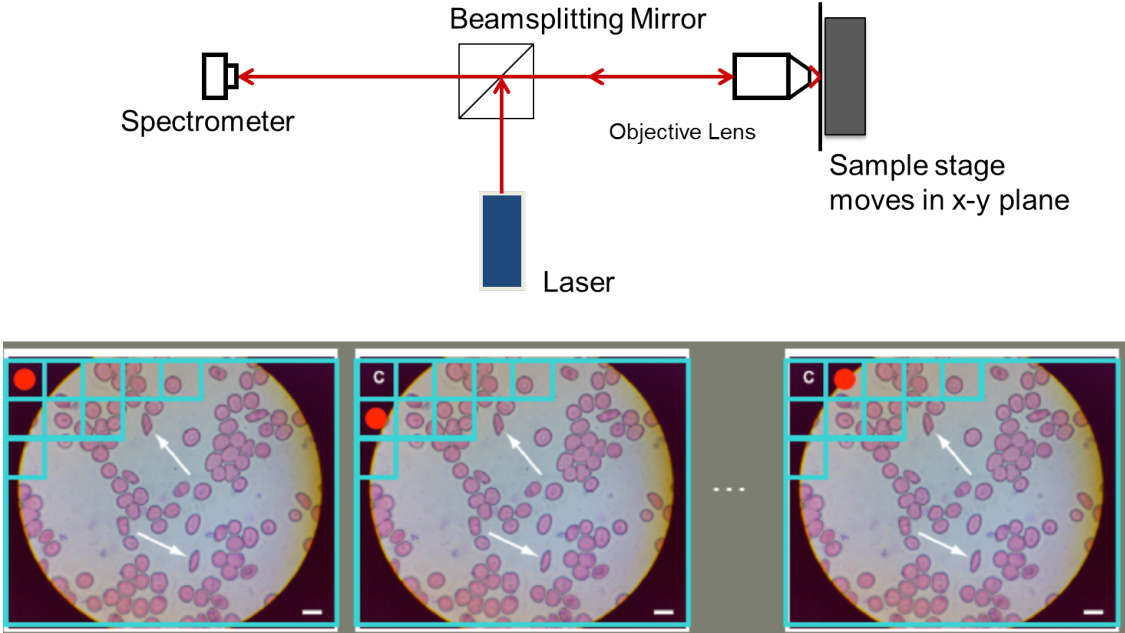 Beamsplitting Mirror
Spectrometer
Objective Lens
Sample stage
moves in x-y plane
Laser
C
...
C